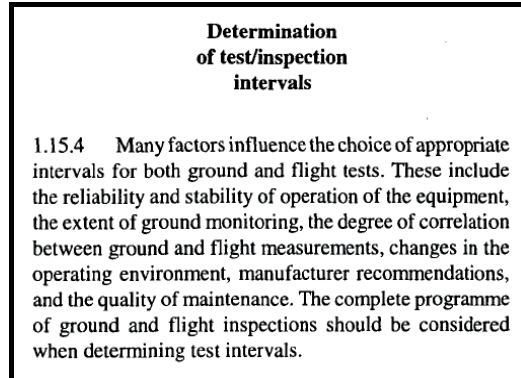 Determination
of test/inspection
intervals
1.15.4 Many factors influence the choice of appropriate
intervals for both ground and flight tests. These include
the reliability and stability of operation of the equipment,
the extent of ground monitoring, the degree of correlation
between ground and flight measurements, changes in the
operating environment, manufacturer recommendations,
and the quality of maintenance. The complete programme
of ground and flight inspections should be considered
when determining test intervals.